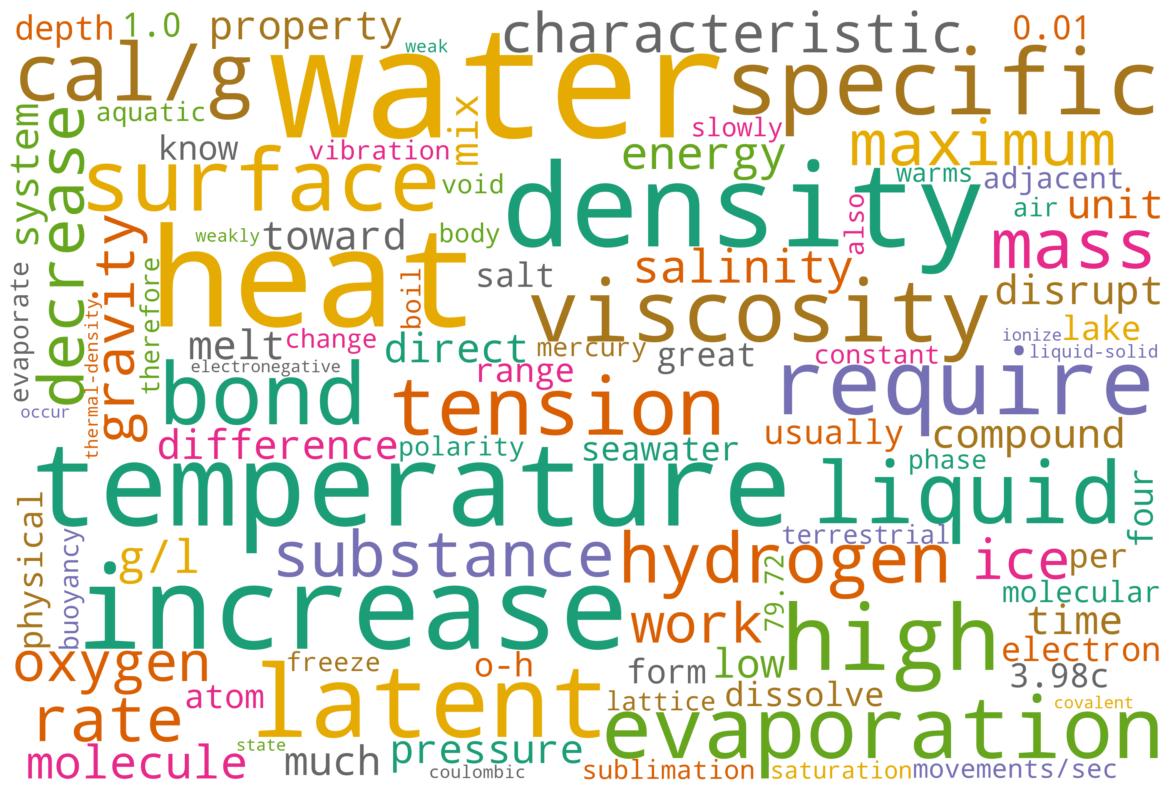 depth
1.0
property
weak
characteristic
0.01
cal/g
water
specific
aquatic
mix
slowly
maximum
system
decrease
know
vibration
energy
warms
adjacent
surface
void
density
also
air
unit
weakly
toward
body
mass
gravity
heat
salt
salinity
disrupt
evaporate
therefore
boil
viscosity
thermal-density
melt
change
direct
mercury
great
constant
ionize
lake
liquid-solid
electronegative
range
require
occur
bond
tension
difference
polarity
seawater
usually
compound
temperature
liquid
phase
four
physical
buoyancy
g/l
substance
hydrogen
terrestrial
ice
per
79.72
molecular
increase
work
high
time
oxygen
freeze
o-h
form
low
electron
3.98c
atom
latent
lattice
dissolve
covalent
rate
evaporation
molecule
state
much
pressure
coulombic
sublimation
saturation
movements/sec